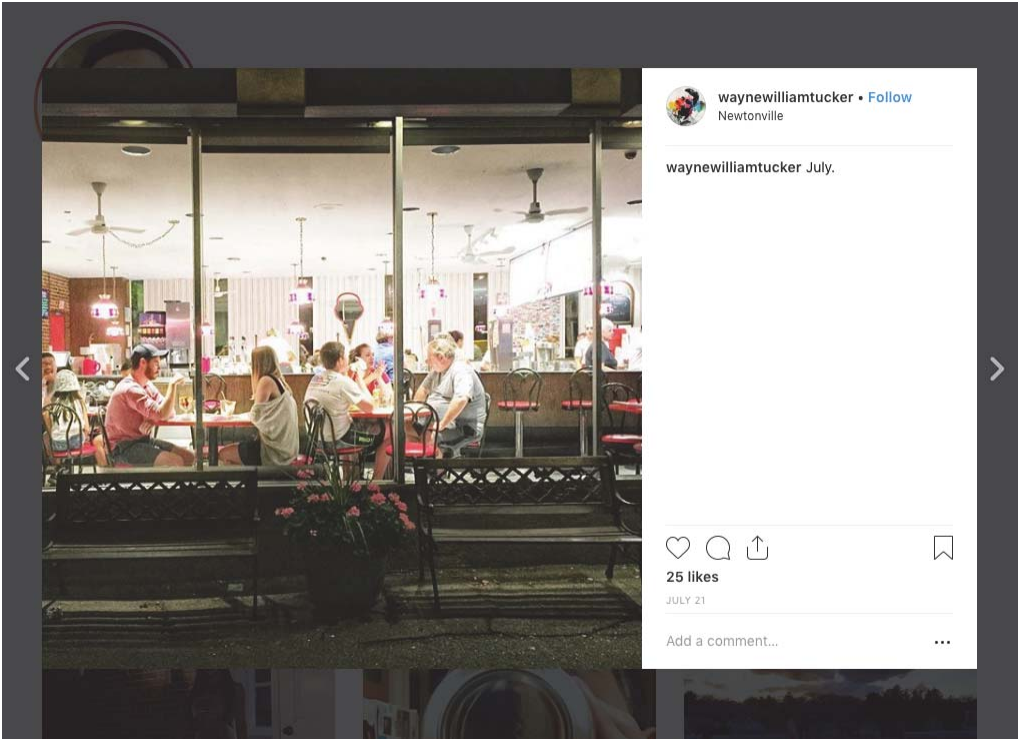 waynewilliamtucker • Follow
Newtonville
waynewilliamtucker July.
25 likes
JULY 21
Add a comment...